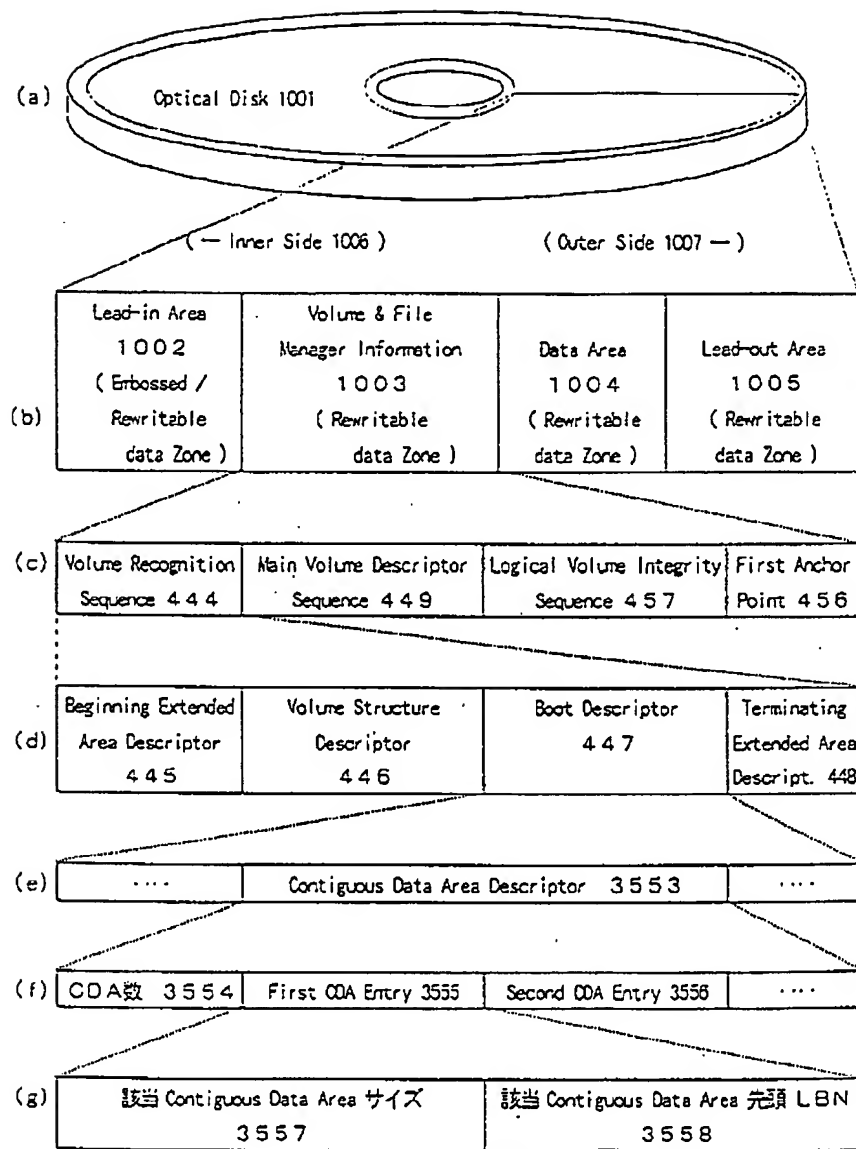 (a)
Optical Disk 1001
( ← Inner Side 1006 )
( Outer Side 1007 → )
(b)
Lead-in Area
1002
( Embossed /
Rewritable
data Zone )
Volume & File
Manager Information
1003
( Rewritable
data Zone )
Data Area
1004
( Rewritable
data Zone )
Lead-out Area
1005
( Rewritable
data Zone )
(c)
Volume Recognition
Sequence 444
Main Volume Descriptor
Sequence 449
Logical Volume Integrity
Sequence 457
First Anchor
Point 456
(d)
Beginning Extended
Area Descriptor
445
Volume Structure
Descriptor
446
Boot Descriptor
447
Terminating
Extended Area
Descript. 448
(e)
････
Contiguous Data Area Descriptor 3553
････
(f)
CDA数 3554
First CDA Entry 3555
Second CDA Entry 3556
････
(g)
該当 Contiguous Data Area サイズ
3557
該当 Contiguous Data Area 先頭 LBN
3558